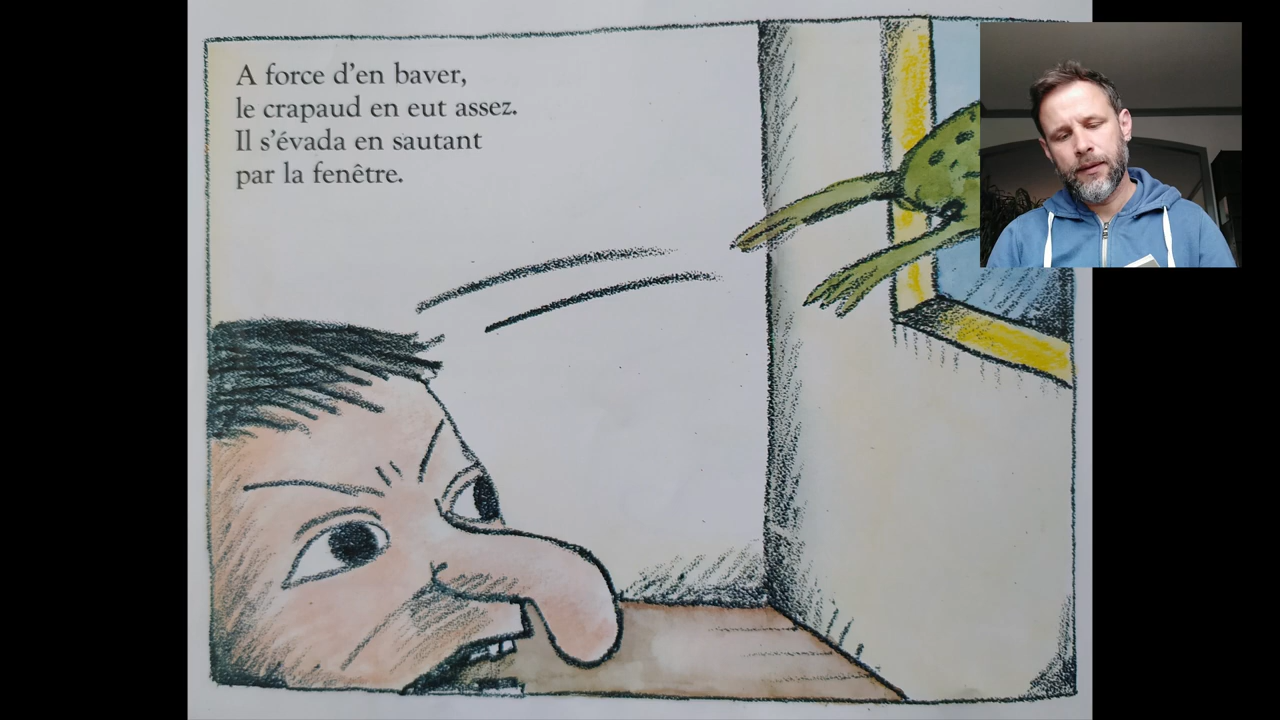 A force d'en baver,
le crapaud en eut assez.
Il s'évada en sautant
par la fenêtre.